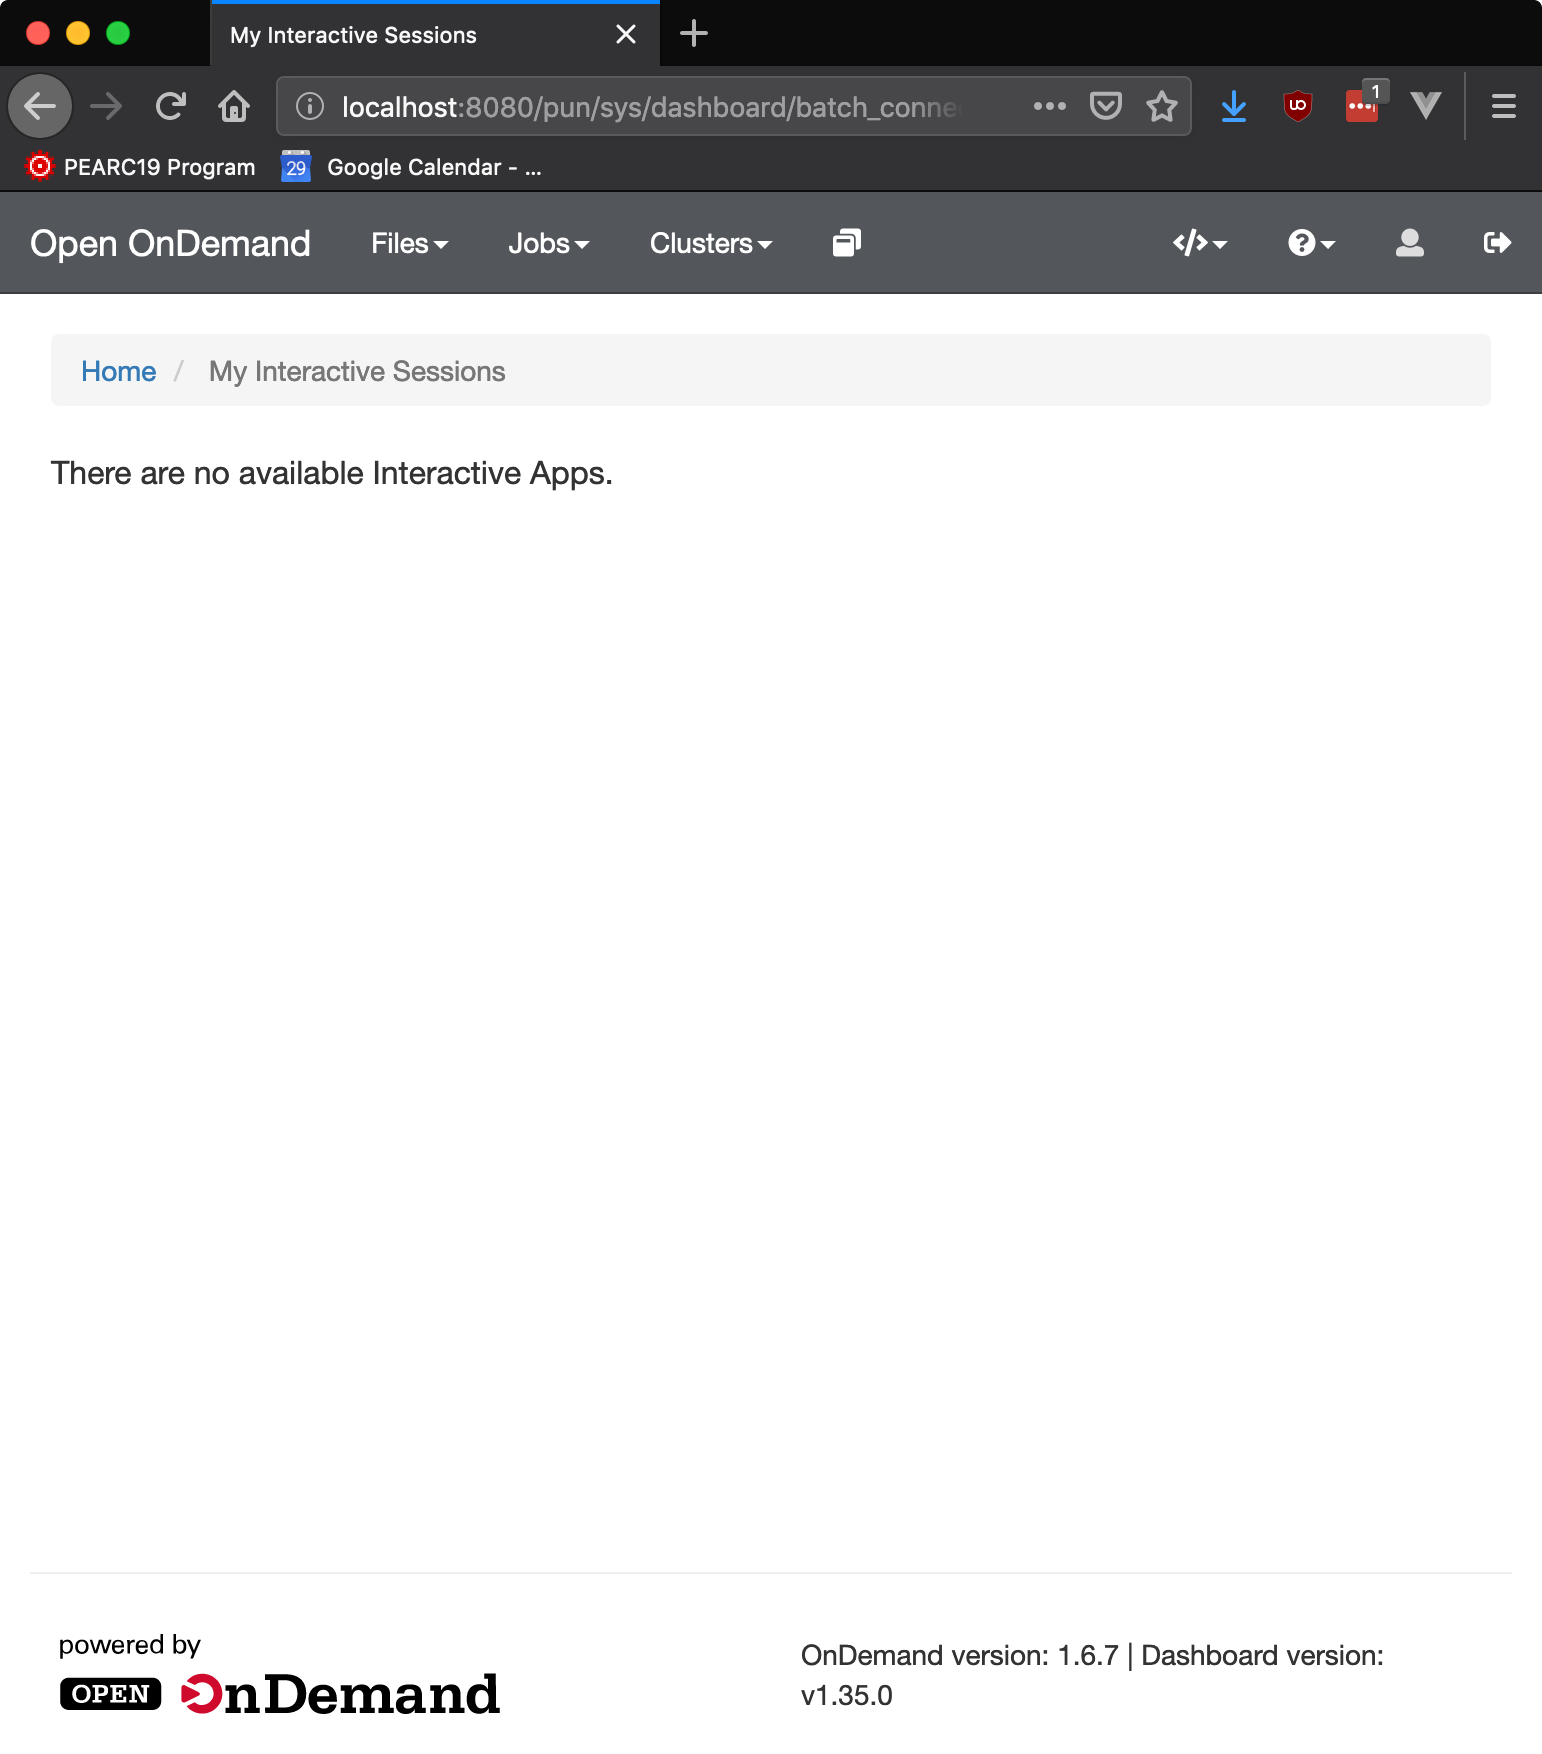 My Interactive Sessions
localhost:8080/pun/sys/dashboard/batch_conne
1
PEARC19 Program
29 Google Calendar - ...
Open OnDemand Files Jobs Clusters
Home / My Interactive Sessions
There are no available Interactive Apps.
powered by
OPEN OnDemand
OnDemand version: 1.6.7 | Dashboard version:
v1.35.0